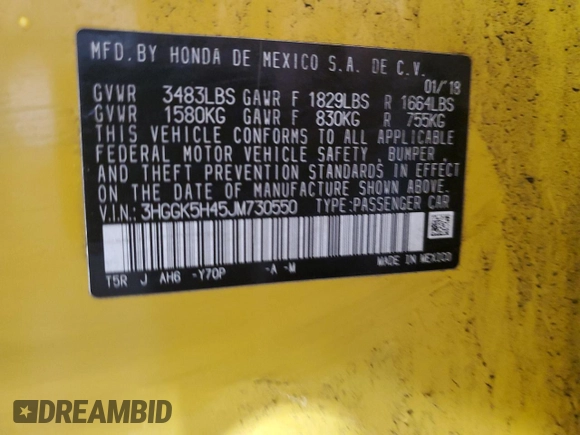 MFD.BY HONDA DE MEXICO S.A. DE C.V.
01/'18
GVWR 3483LBS GAWR F 1829LBS R 1664LBS
GVWR 1580KG GAWR F 830KG R 755KG
THIS VEHICLE CONFORMS TO ALL APPLICABLE
FEDERAL MOTOR VEHICLE SAFETY , BUMPER ,
AND THEFT PREVENTION STANDARDS IN EFFECT
ON THE DATE OF MANUFACTURE SHOWN ABOVE.
V.I.N.: 3HGGK5H45JM730550 TYPE:PASSENGER CAR
T5R J AH6 -Y70P -A -M
MADE IN MEXICO
DREAMBID